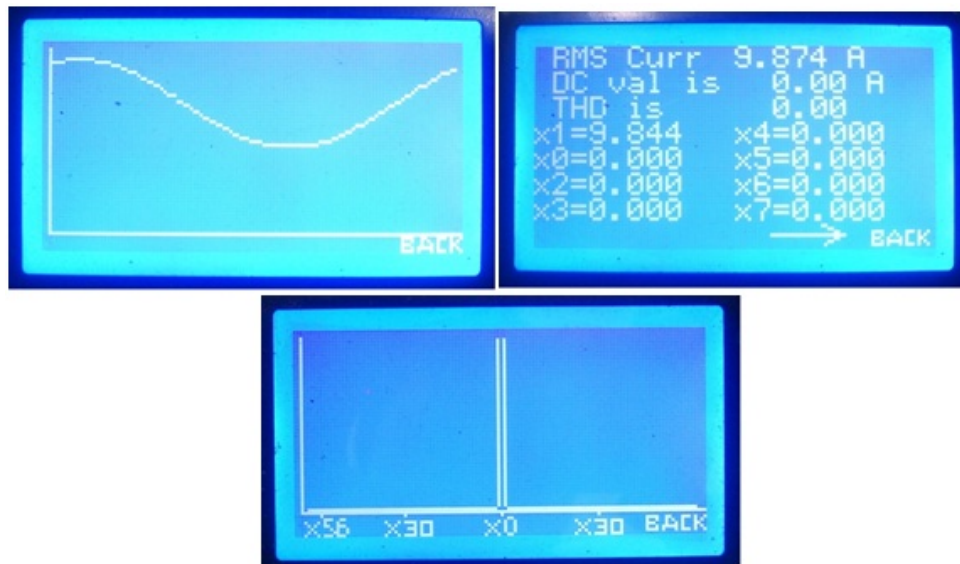 BACK
RMS Curr 9.874 A
DC val is 0.00 A
THD is 0.00
x1=9.844 x4=0.000
x0=0.000 x5=0.000
x2=0.000 x6=0.000
x3=0.000 x7=0.000
BACK
X56 X30 X0 X30 BACK